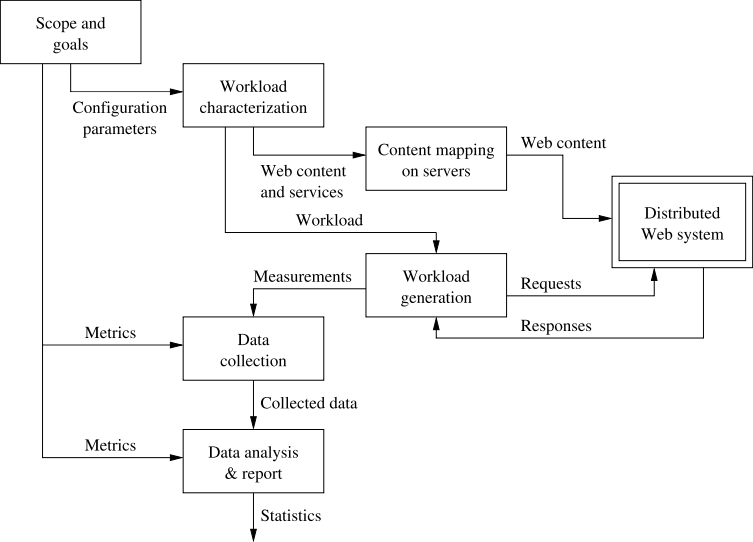 Scope and
goals
Configuration
parameters
Workload
characterization
Web content
and services
Content mapping
on servers
Web content
Distributed
Web system
Workload
Workload
generation
Measurements
Requests
Responses
Metrics
Data
collection
Collected data
Metrics
Data analysis
& report
Statistics